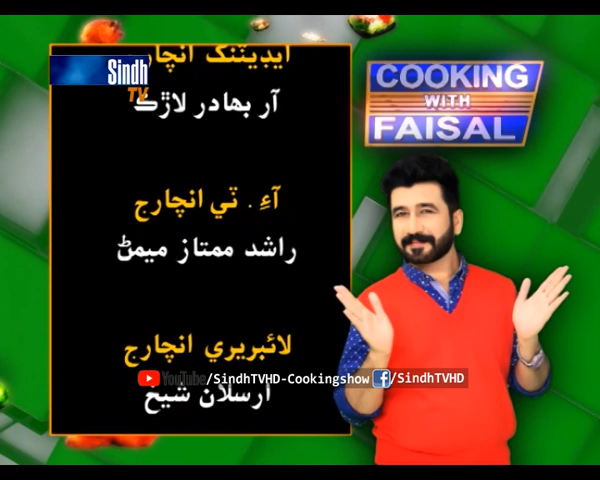 ايڊيٽنگ انچارج
Sindh
TV
آر بهادر لاڙڪ
آءِ. ٽي انچارج
راشد ممتاز ميمڻ
لائبريري انچارج
ارسلان شيخ
COOKING
WITH
FAISAL
YouTube/SindhTVHD-Cookingshow f/SindhTVHD